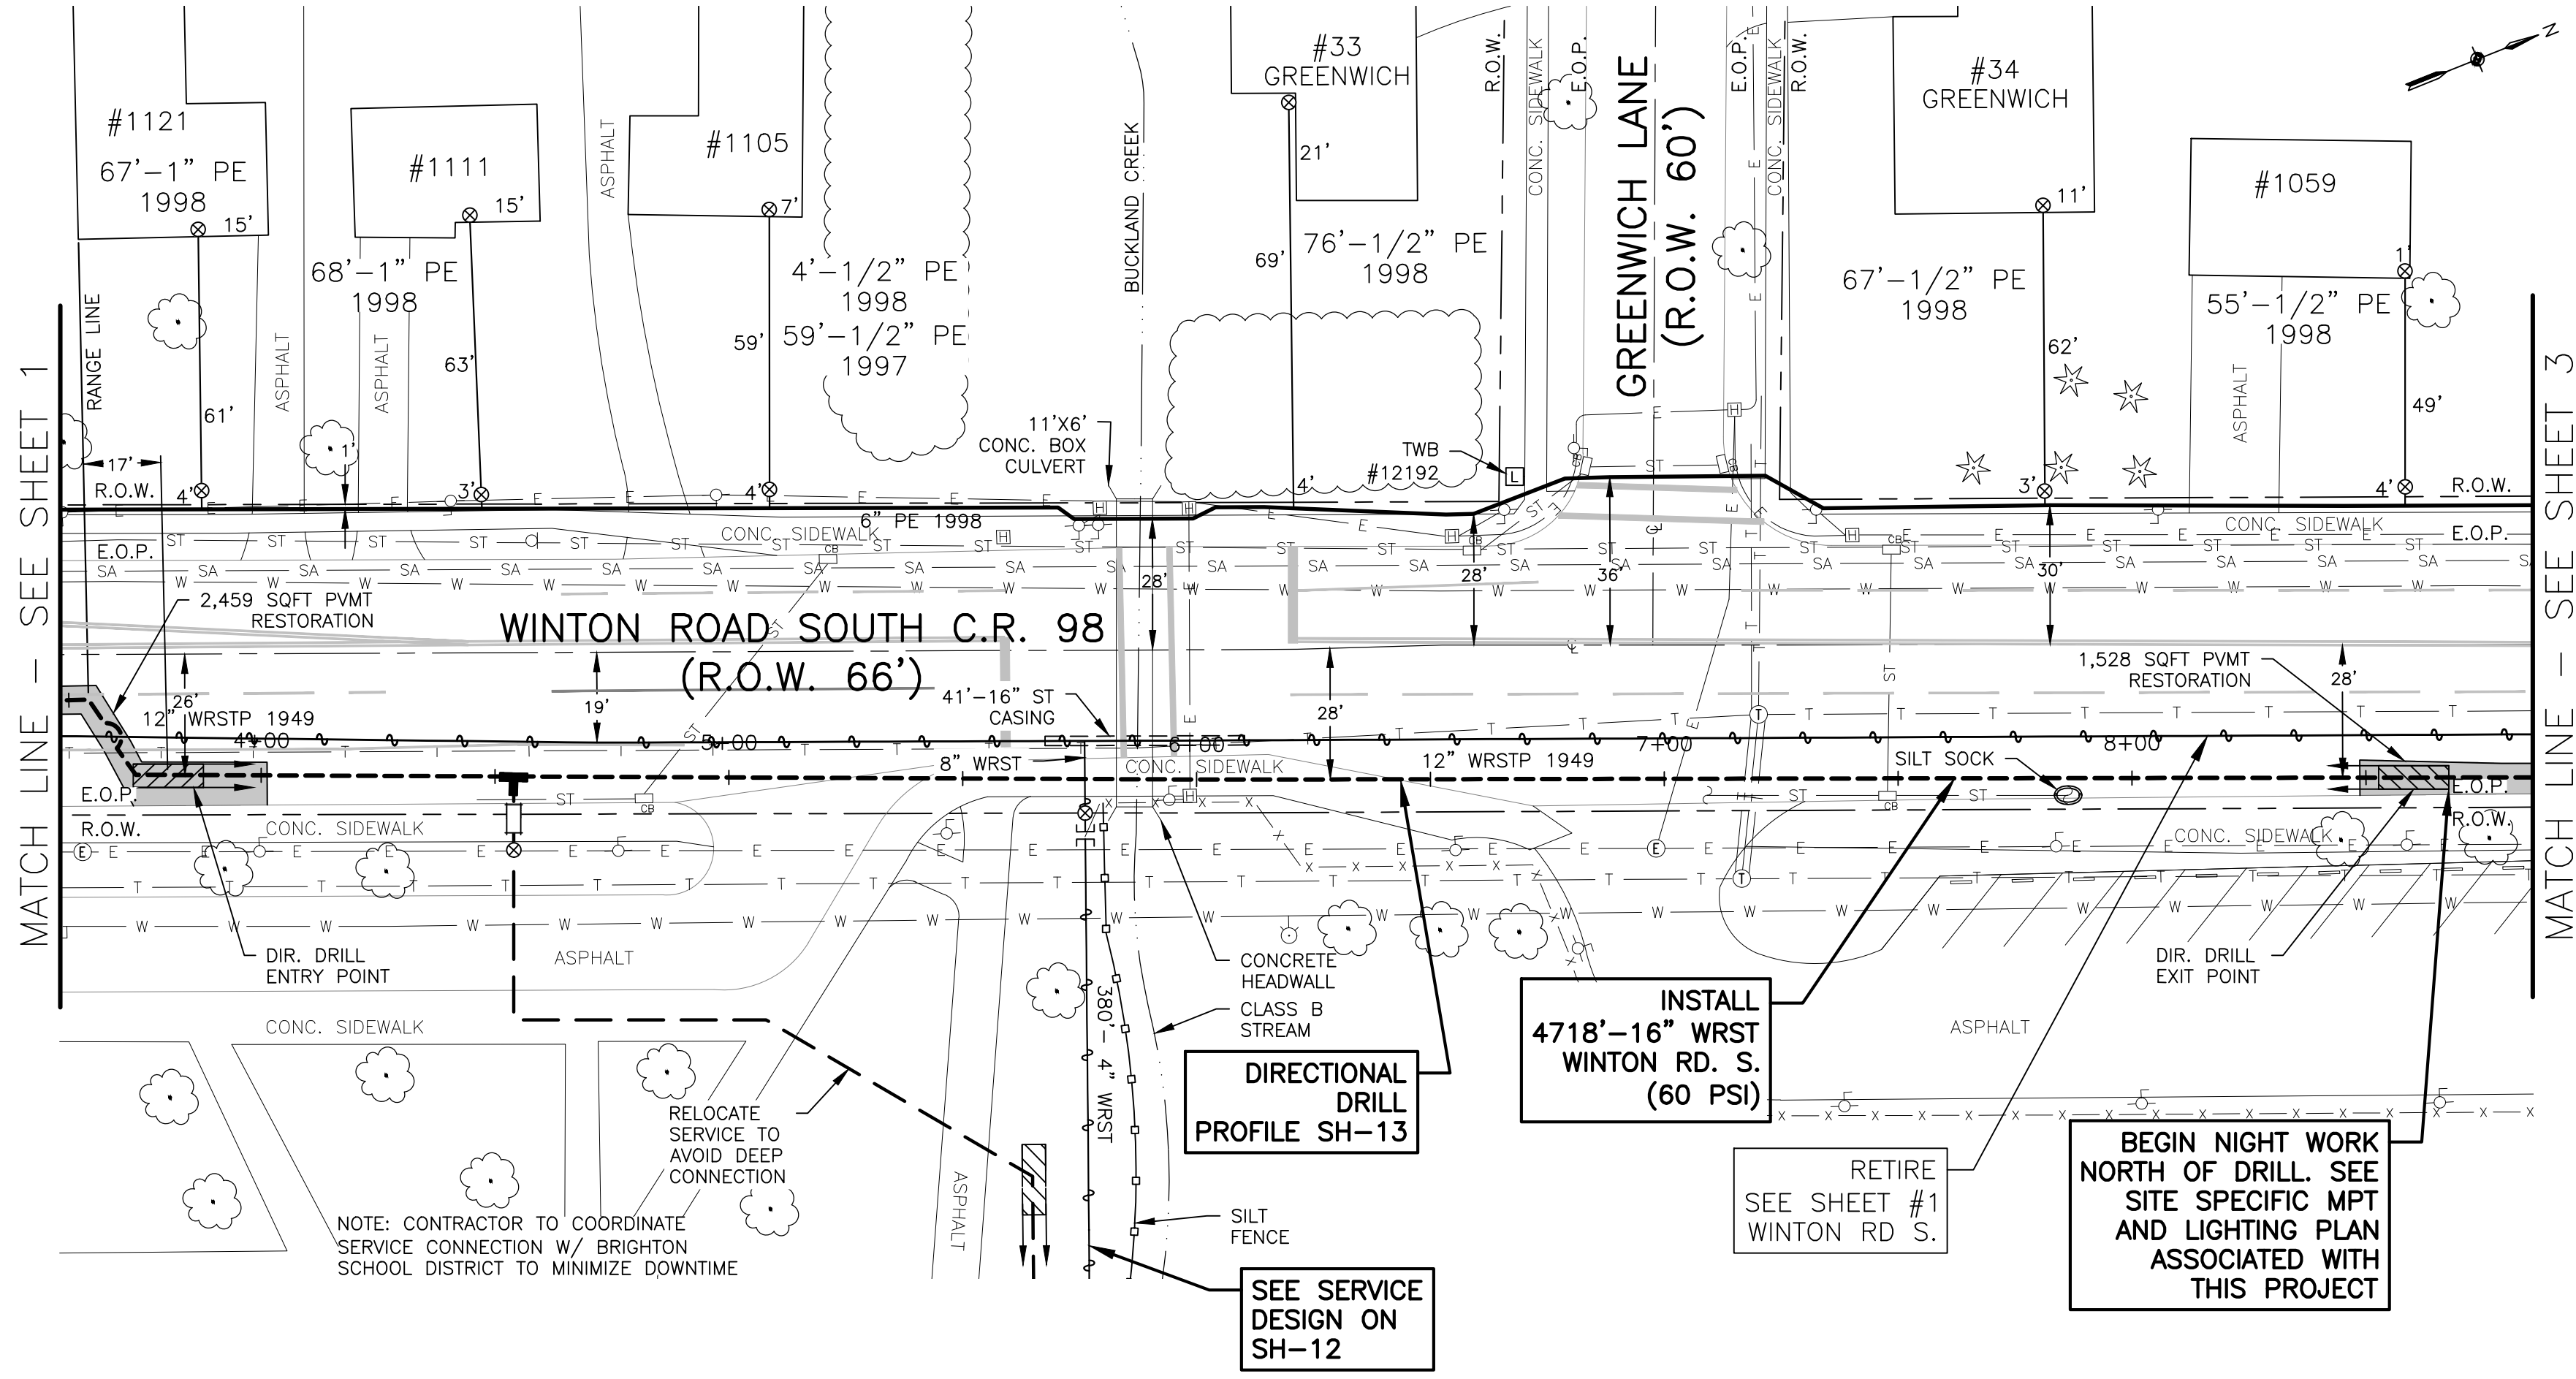 #1121
67'-1" PE
1998
15'
#1111
15'
68'-1" PE
1998
ASPHALT
#1105
7'
4'-1/2" PE
1998
59'-1/2" PE
1997
59'
BUCKLAND CREEK
#33
GREENWICH
21'
69'
76'-1/2" PE
1998
R.O.W.
CONC. SIDEWALK
E.O.P.
GREENWICH LANE
(R.O.W. 60')
E.O.P.
CONC. SIDEWALK
R.O.W.
#34
GREENWICH
11'
67'-1/2" PE
1998
62'
#1059
1'
55'-1/2" PE
1998
49'
N
MATCH LINE - SEE SHEET 1
RANGE LINE
61'
ASPHALT
ASPHALT
63'
17'
R.O.W.
4'
1'
3'
4'
11'X6'
CONC. BOX
CULVERT
4'
TWB
#12192
3'
ASPHALT
4'
R.O.W.
MATCH LINE - SEE SHEET 3
6" PE 1998
CONC. SIDEWALK
E.O.P.
CB
CB
CB
CB
CB
CONC. SIDEWALK
E.O.P.
28'
28'
36'
30'
2,459 SQFT PVMT
RESTORATION
WINTON ROAD SOUTH C.R. 98
(R.O.W. 66')
26'
19'
41'-16" ST
CASING
28'
1,528 SQFT PVMT
RESTORATION
28'
12" WRSTP 1949
4+00
5+00
6+00
7+00
8+00
8" WRST
CONC. SIDEWALK
12" WRSTP 1949
SILT SOCK
E.O.P.
CB
CB
E.O.P.
R.O.W.
CONC. SIDEWALK
R.O.W.
CONC. SIDEWALK
DIR. DRILL
ENTRY POINT
ASPHALT
CONC. SIDEWALK
380'- 4" WRST
CONCRETE
HEADWALL
CLASS B
STREAM
DIR. DRILL
EXIT POINT
ASPHALT
INSTALL
4718'-16" WRST
WINTON RD. S.
(60 PSI)
DIRECTIONAL
DRILL
PROFILE SH-13
RELOCATE
SERVICE TO
AVOID DEEP
CONNECTION
ASPHALT
RETIRE
SEE SHEET #1
WINTON RD S.
BEGIN NIGHT WORK
NORTH OF DRILL. SEE
SITE SPECIFIC MPT
AND LIGHTING PLAN
ASSOCIATED WITH
THIS PROJECT
NOTE: CONTRACTOR TO COORDINATE
SERVICE CONNECTION W/ BRIGHTON
SCHOOL DISTRICT TO MINIMIZE DOWNTIME
SILT
FENCE
SEE SERVICE
DESIGN ON
SH-12